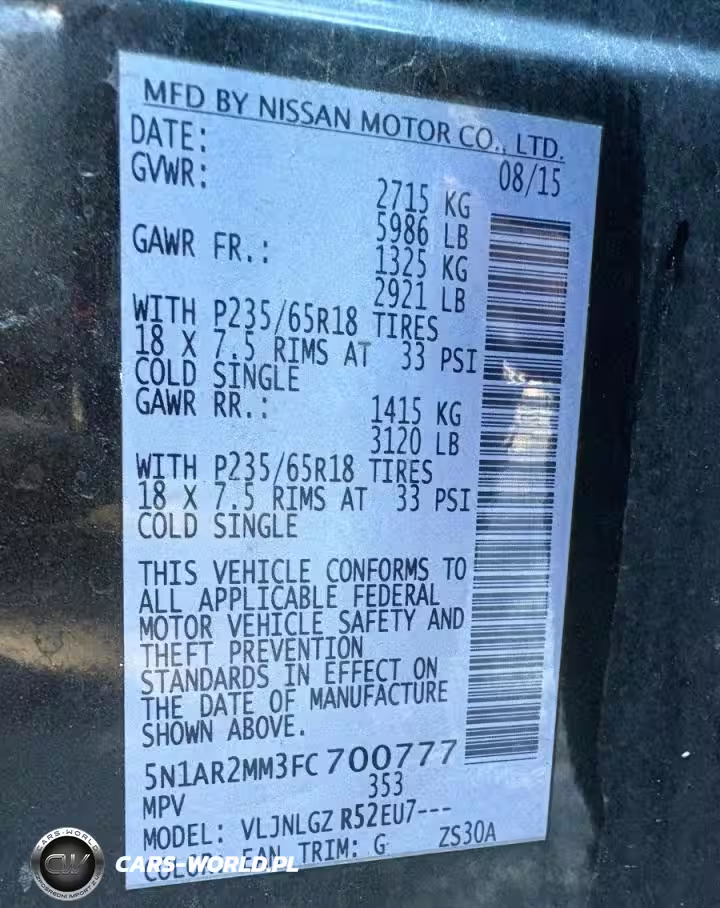 MFD BY NISSAN MOTOR CO., LTD.
DATE: 08/15
GVWR: 2715 KG
5986 LB
GAWR FR.: 1325 KG
2921 LB
WITH P235/65R18 TIRES
18 X 7.5 RIMS AT 33 PSI
COLD SINGLE
GAWR RR.: 1415 KG
3120 LB
WITH P235/65R18 TIRES
18 X 7.5 RIMS AT 33 PSI
COLD SINGLE
THIS VEHICLE CONFORMS TO
ALL APPLICABLE FEDERAL
MOTOR VEHICLE SAFETY AND
THEFT PREVENTION
STANDARDS IN EFFECT ON
THE DATE OF MANUFACTURE
SHOWN ABOVE.
5N1AR2MM3FC700777
MPV 353
MODEL: VLJNLGZ R52EU7---
TRIM: G ZS30A
CARS-WORLD
CW
CARS-WORLD.PL